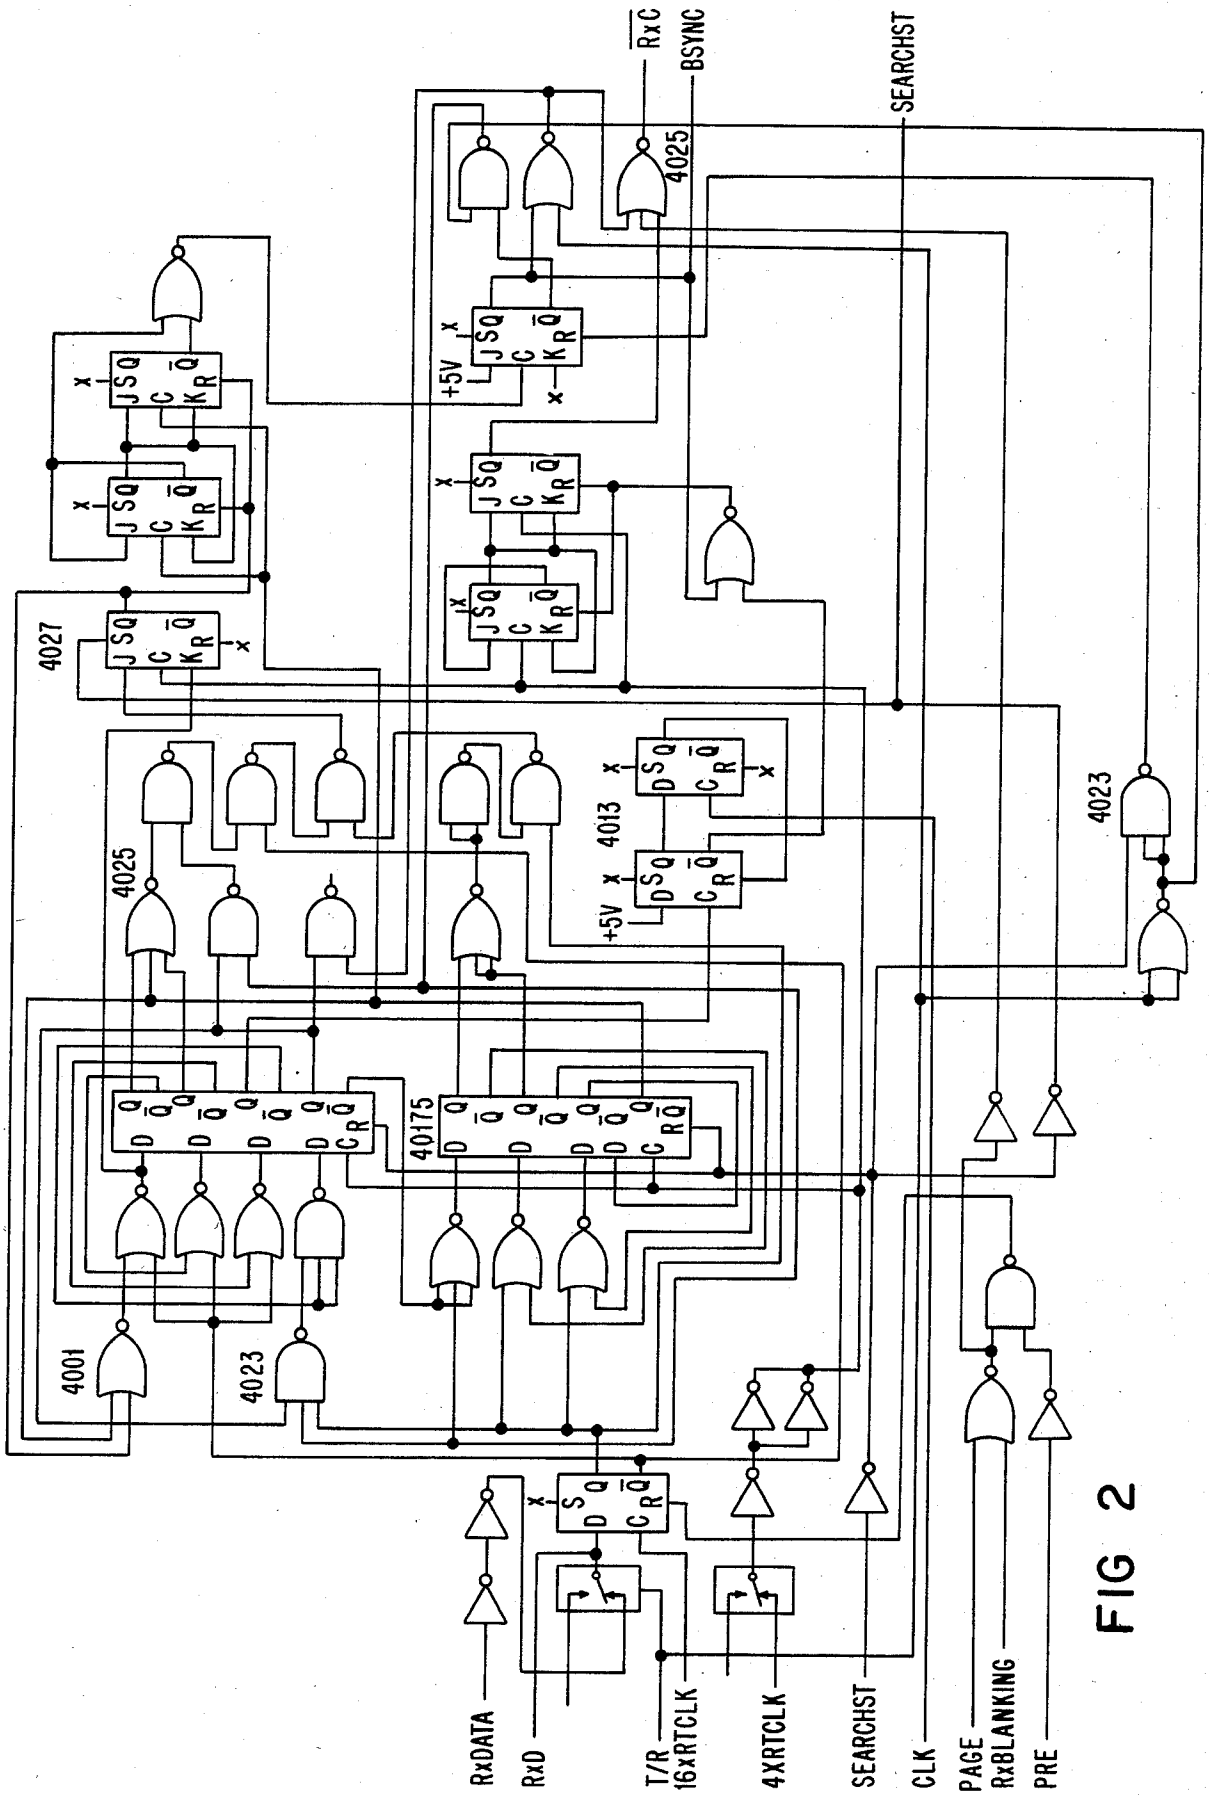 RxC
BSYNC
SEARCHST
4025
x
J S Q
C Q
K R
x
J S Q
C Q
K R
+5V
x
J S Q
C Q
K R
x
x
J S Q
C Q
K R
x
J S Q
C Q
K R
4027
J S Q
C Q
K R
x
4025
x
D S Q
C Q
R
x
4013
x
D S Q
C Q
R
+5V
4023
D Q
Q
D Q
Q
D Q
Q
D Q
C Q
R
40175
D Q
Q
D Q
Q
D Q
D Q
C Q
R Q
4001
4023
x
S
D Q
C Q
R
RxDATA
RxD
T/R
16xRTCLK
4XRTCLK
SEARCHST
CLK
PAGE
RxBLANKING
PRE
FIG 2